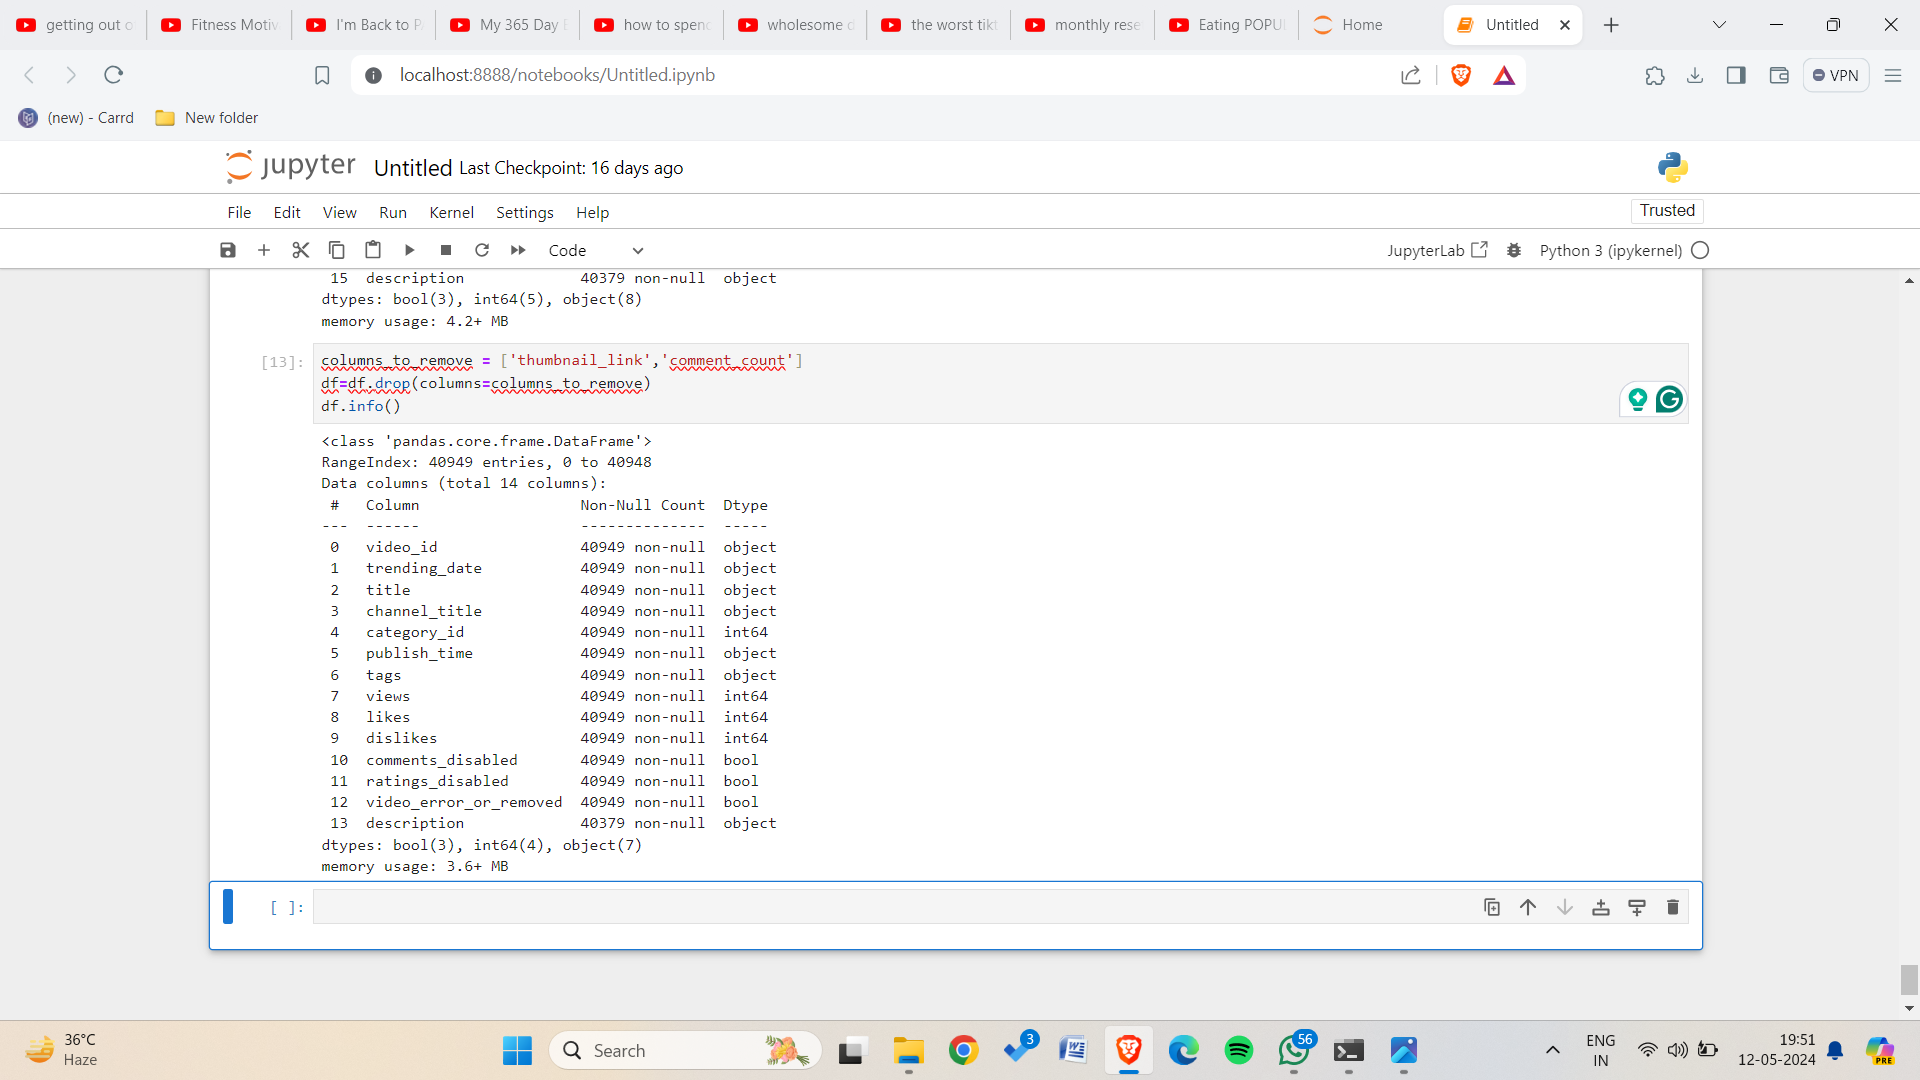 getting out o
Fitness Motiv
I'm Back to P
My 365 Day
how to spend
wholesome d
the worst tikt
monthly rese
Eating POPU
Home
Untitled
localhost:8888/notebooks/Untitled.ipynb
VPN
(new) - Carrd
New folder
jupyter Untitled Last Checkpoint: 16 days ago
File Edit View Run Kernel Settings Help
Trusted
Code
JupyterLab
Python 3 (ipykernel)
15 description 40379 non-null object
dtypes: bool(3), int64(5), object(8)
memory usage: 4.2+ MB
[13]: columns_to_remove = ['thumbnail_link','comment_count']
df=df.drop(columns=columns_to_remove)
df.info()
<class 'pandas.core.frame.DataFrame'>
RangeIndex: 40949 entries, 0 to 40948
Data columns (total 14 columns):
# Column Non-Null Count Dtype
--- ------ -------------- -----
0 video_id 40949 non-null object
1 trending_date 40949 non-null object
2 title 40949 non-null object
3 channel_title 40949 non-null object
4 category_id 40949 non-null int64
5 publish_time 40949 non-null object
6 tags 40949 non-null object
7 views 40949 non-null int64
8 likes 40949 non-null int64
9 dislikes 40949 non-null int64
10 comments_disabled 40949 non-null bool
11 ratings_disabled 40949 non-null bool
12 video_error_or_removed 40949 non-null bool
13 description 40379 non-null object
dtypes: bool(3), int64(4), object(7)
memory usage: 3.6+ MB
[ ]:
36°C
Haze
Search
3
56
ENG
IN
19:51
12-05-2024
PRE